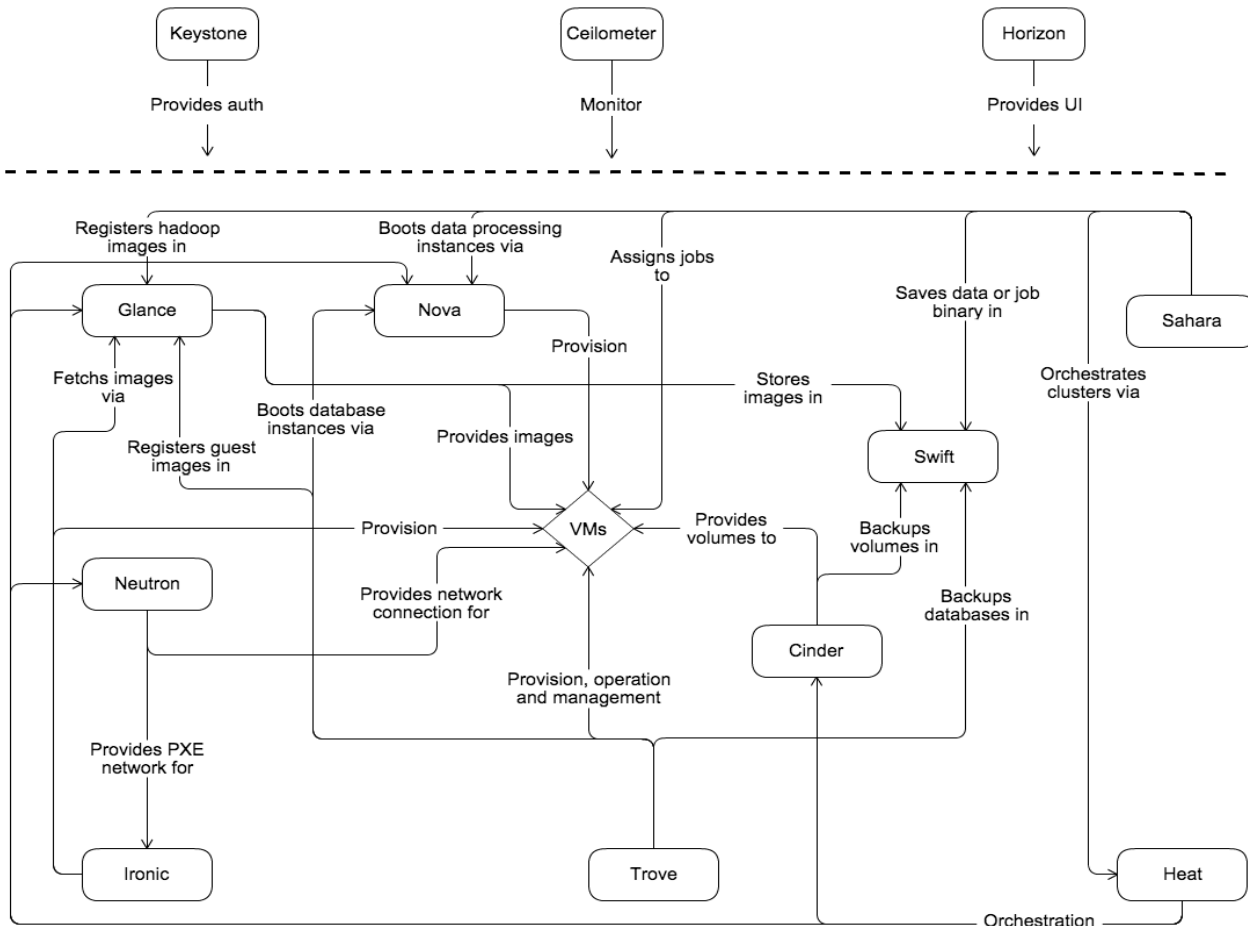 Keystone
Ceilometer
Horizon
Provides auth
Monitor
Provides UI
Registers hadoop
images in
Boots data processing
instances via
Assigns jobs
to
Saves data or job
binary in
Glance
Nova
Sahara
Provision
Fetchs images
via
Stores
images in
Orchestrates
clusters via
Boots database
instances via
Provides images
Registers guest
images in
Swift
Provision
VMs
Provides
volumes to
Backups
volumes in
Neutron
Provides network
connection for
Backups
databases in
Cinder
Provision, operation
and management
Provides PXE
network for
Ironic
Trove
Heat
Orchestration